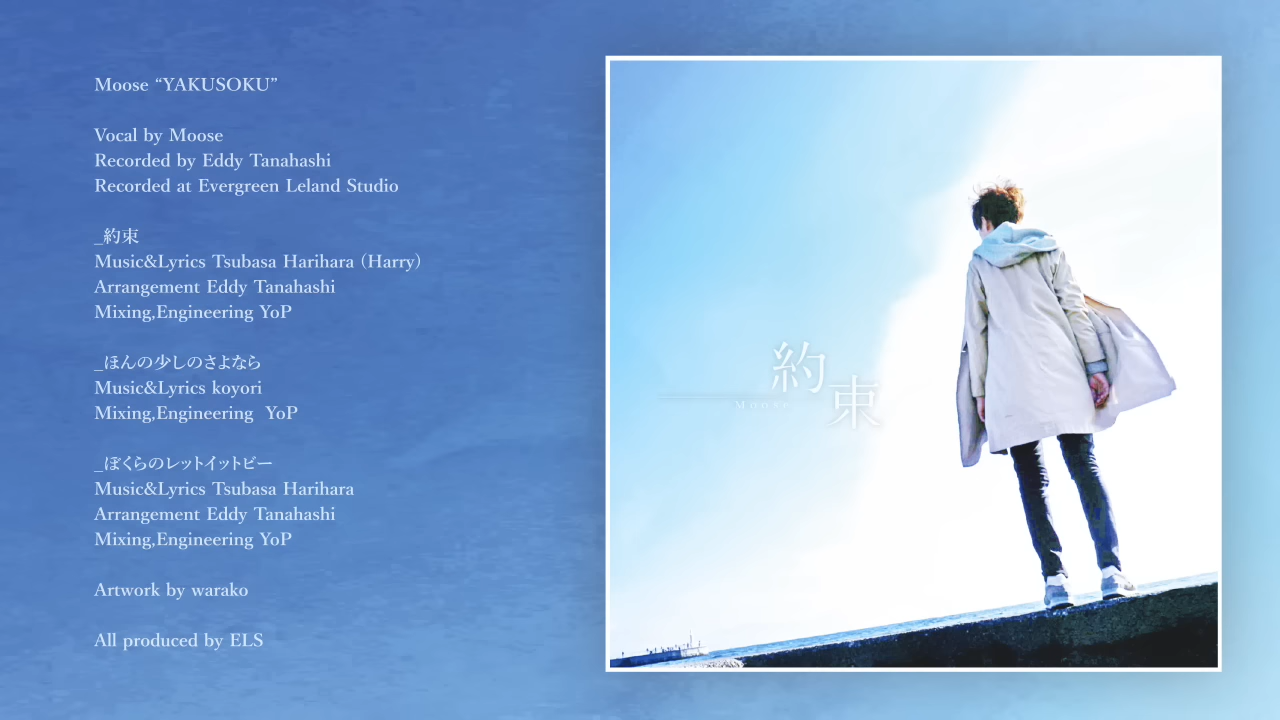 Moose “YAKUSOKU”
Vocal by Moose
Recorded by Eddy Tanahashi
Recorded at Evergreen Leland Studio
_約束
Music&Lyrics Tsubasa Harihara (Harry)
Arrangement Eddy Tanahashi
Mixing,Engineering YoP
_ほんの少しのさよなら
Music&Lyrics koyori
Mixing,Engineering  YoP
_ぼくらのレットイットビー
Music&Lyrics Tsubasa Harihara
Arrangement Eddy Tanahashi
Mixing,Engineering YoP
Artwork by warako
All produced by ELS
約束
MOOSE